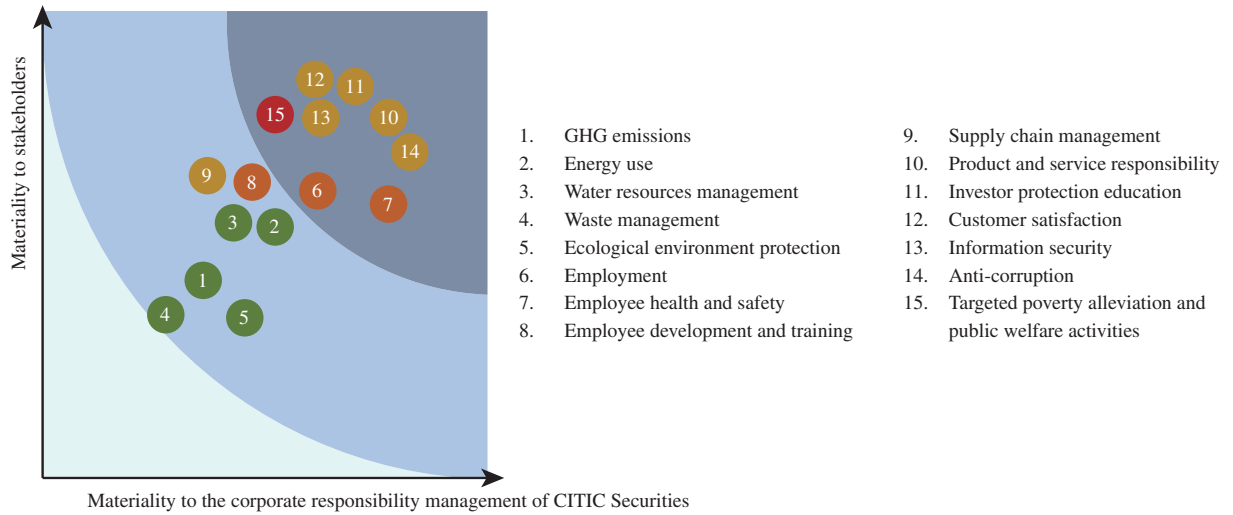 Materiality to stakeholders
12
11
15
13
10
14
9
8
6
7
3
2
1
4
5
Materiality to the corporate responsibility management of CITIC Securities
1. GHG emissions
2. Energy use
3. Water resources management
4. Waste management
5. Ecological environment protection
6. Employment
7. Employee health and safety
8. Employee development and training
9. Supply chain management
10. Product and service responsibility
11. Investor protection education
12. Customer satisfaction
13. Information security
14. Anti-corruption
15. Targeted poverty alleviation and
public welfare activities